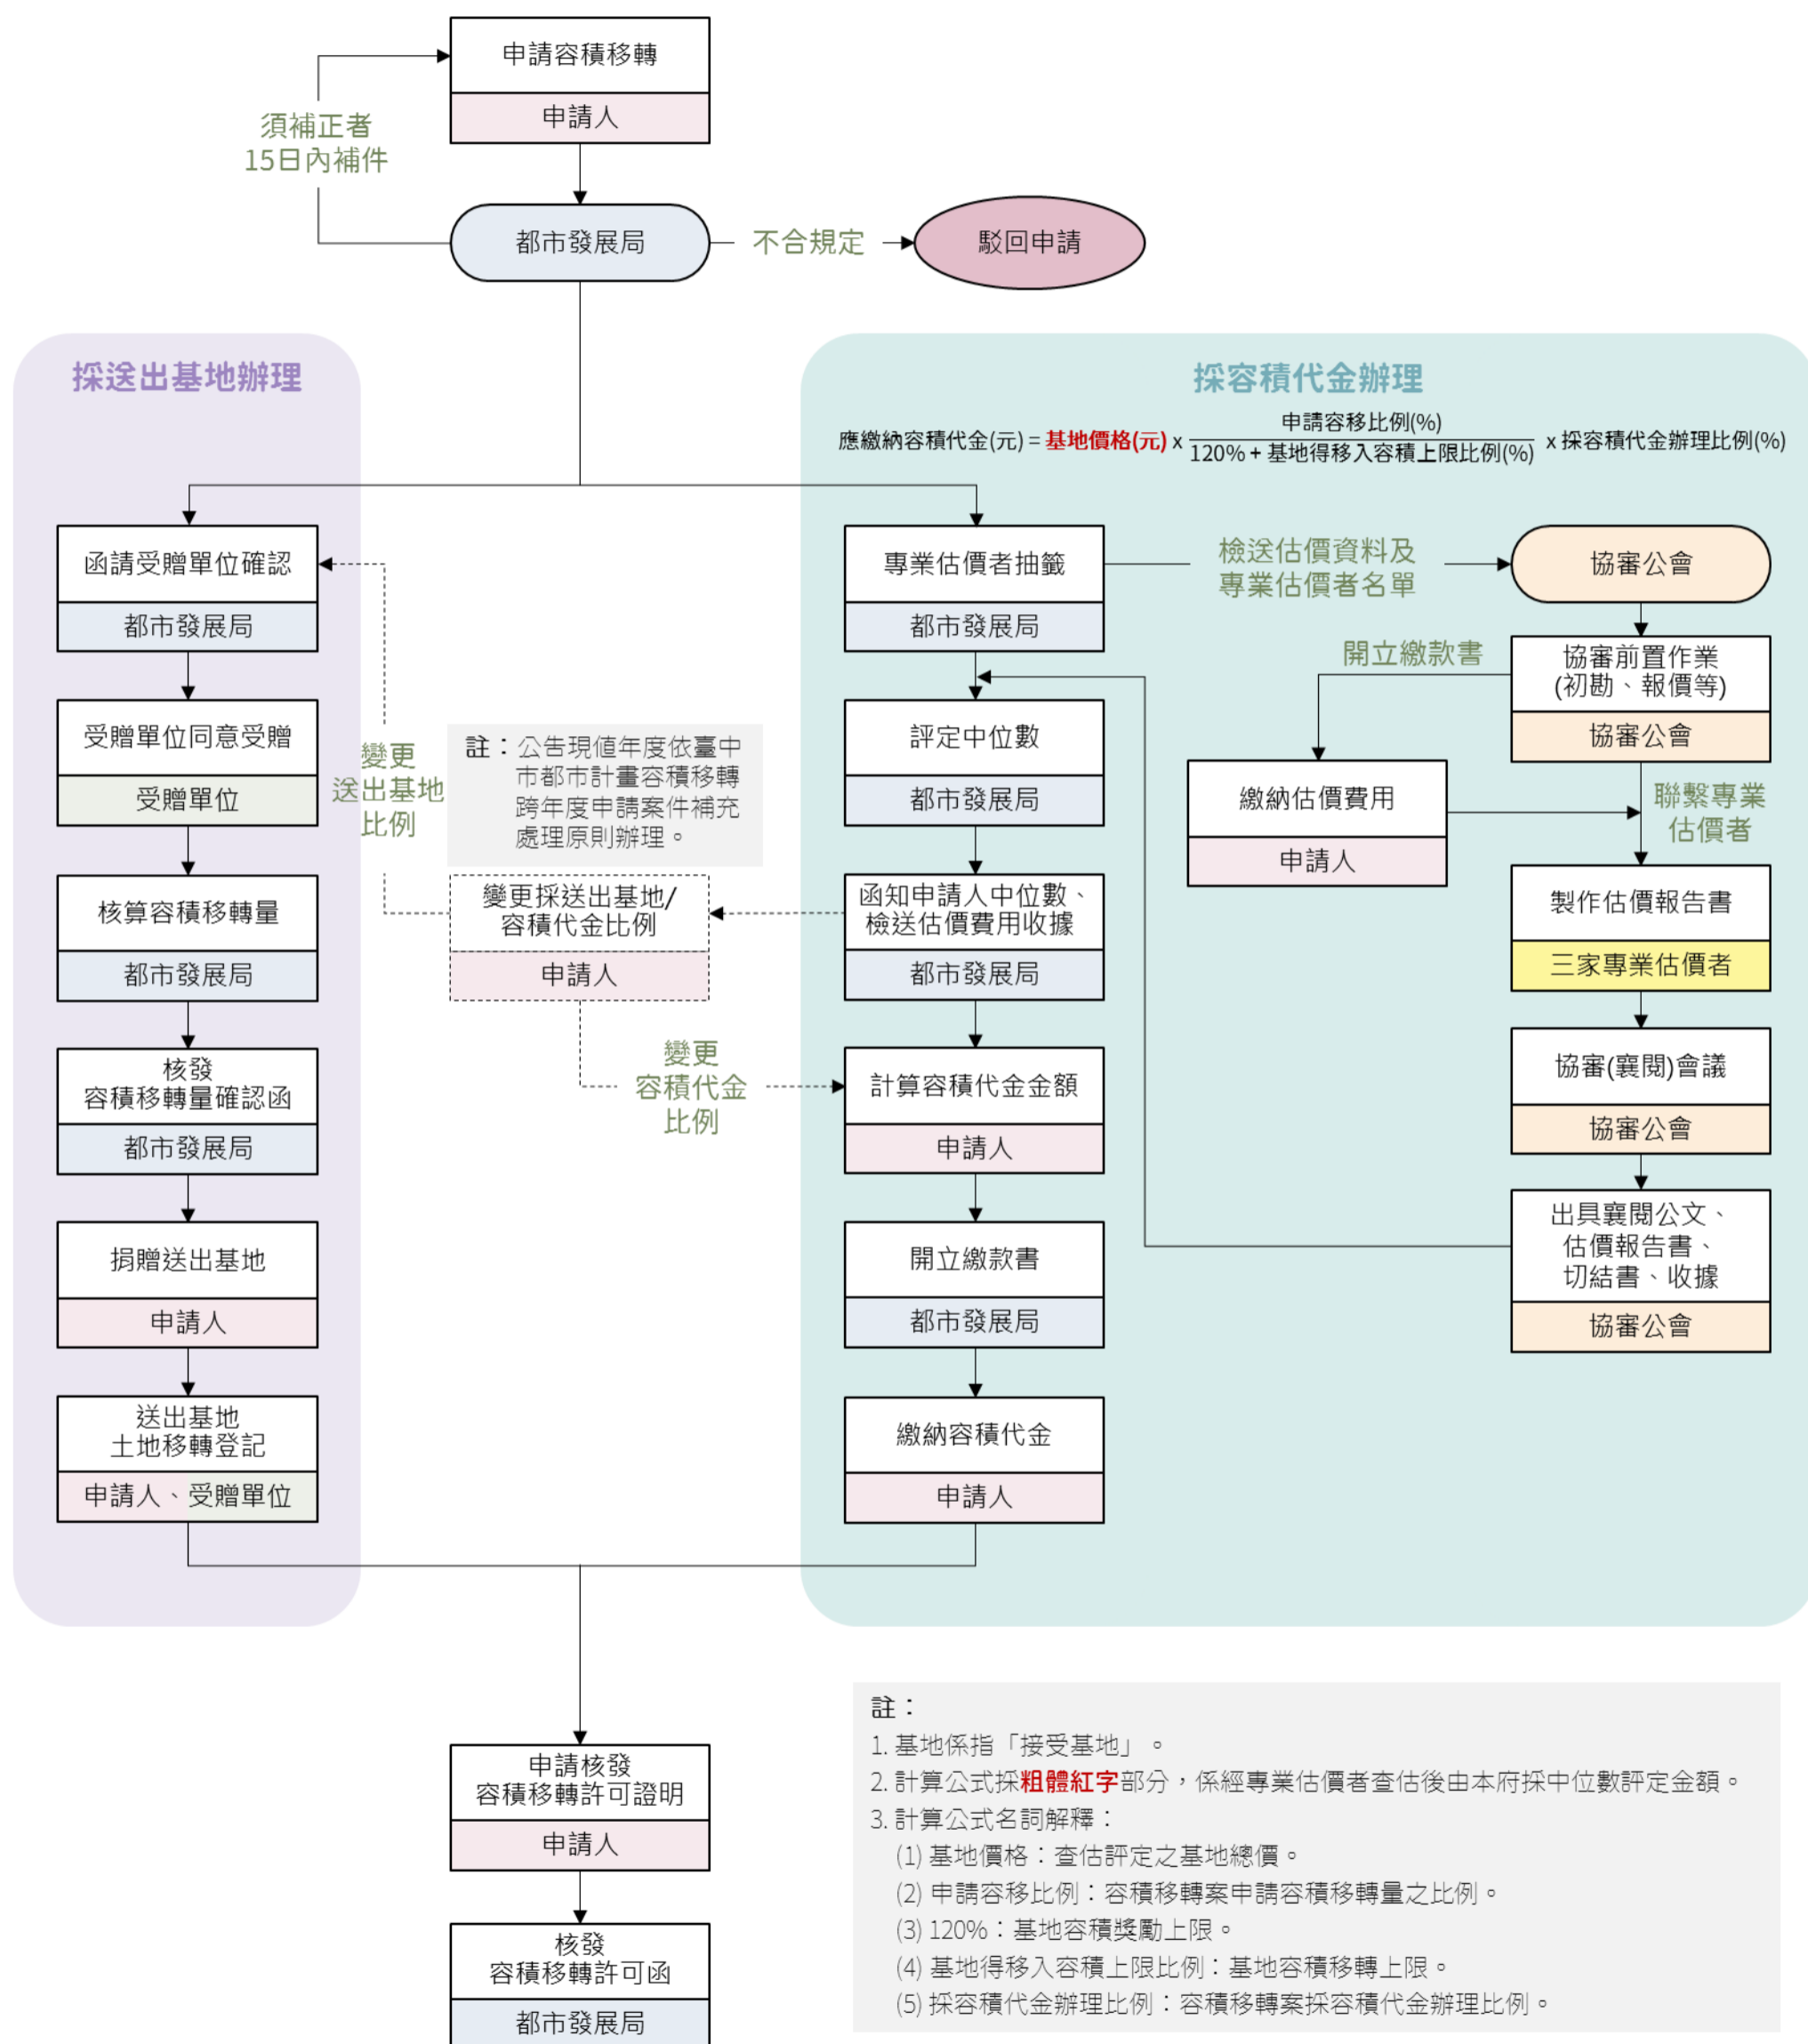 申請容積移轉
申請人
須補正者
15日內補件
都市發展局
不合規定
駁回申請
採送出基地辦理
函請受贈單位確認
都市發展局
受贈單位同意受贈
受贈單位
核算容積移轉量
都市發展局
核發
容積移轉量確認函
都市發展局
捐贈送出基地
申請人
送出基地
土地移轉登記
申請人、受贈單位
變更
送出基地
比例
註：公告現值年度依臺中
市都市計畫容積移轉
跨年度申請案件補充
處理原則辦理。
變更採送出基地/
容積代金比例
申請人
變更
容積代金
比例
採容積代金辦理
應繳納容積代金(元) = 基地價格(元) x 申請容移比例(%) / 120% + 基地得移入容積上限比例(%) x 採容積代金辦理比例(%)
專業估價者抽籤
都市發展局
評定中位數
都市發展局
函知申請人中位數、
檢送估價費用收據
都市發展局
計算容積代金金額
申請人
開立繳款書
都市發展局
繳納容積代金
申請人
檢送估價資料及
專業估價者名單
協審公會
協審前置作業
(初勘、報價等)
協審公會
開立繳款書
繳納估價費用
申請人
聯繫專業
估價者
製作估價報告書
三家專業估價者
協審(襄閱)會議
協審公會
出具襄閱公文、
估價報告書、
切結書、收據
協審公會
申請核發
容積移轉許可證明
申請人
核發
容積移轉許可函
都市發展局
註：
1. 基地係指「接受基地」。
2. 計算公式採粗體紅字部分，係經專業估價者查估後由本府採中位數評定金額。
3. 計算公式名詞解釋：
(1) 基地價格：查估評定之基地總價。
(2) 申請容移比例：容積移轉案申請容積移轉量之比例。
(3) 120%：基地容積獎勵上限。
(4) 基地得移入容積上限比例：基地容積移轉上限。
(5) 採容積代金辦理比例：容積移轉案採容積代金辦理比例。